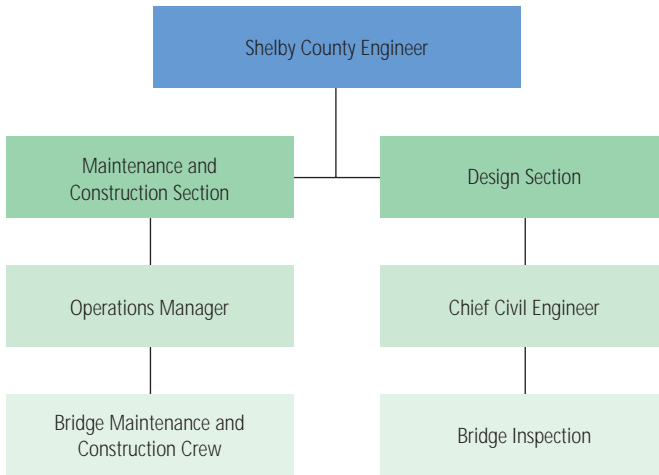 Shelby County Engineer
Maintenance and
Construction Section
Design Section
Operations Manager
Chief Civil Engineer
Bridge Maintenance and
Construction Crew
Bridge Inspection